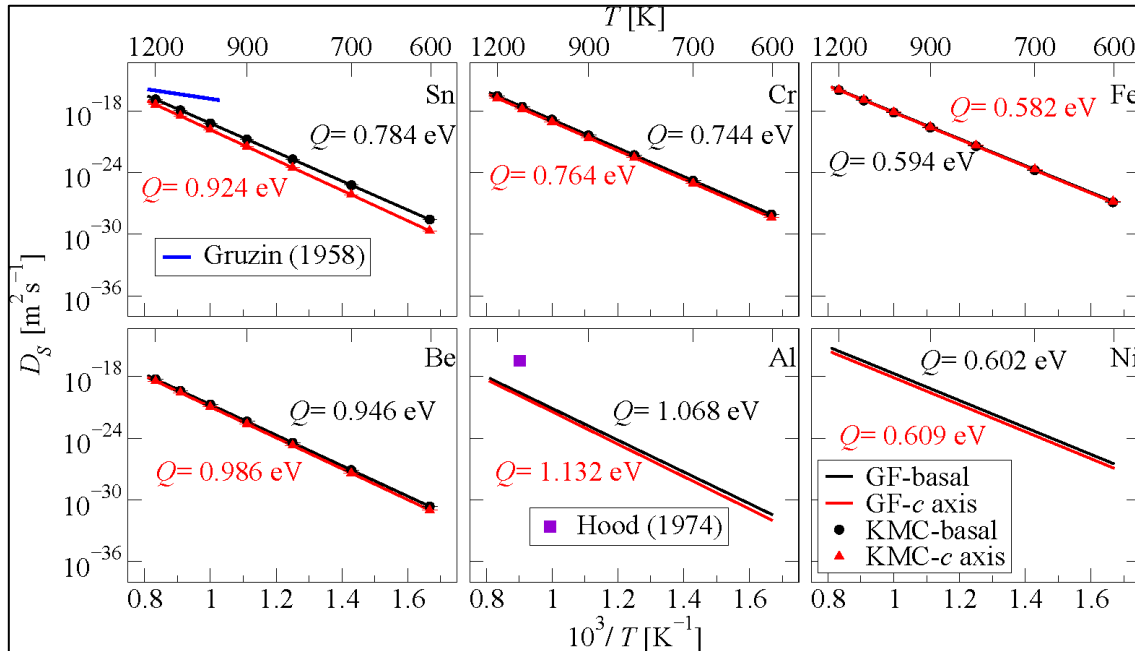 T [K]
1200 900 700 600 1200 900 700 600 1200 900 700 600
Sn Cr Fe
10⁻¹⁸
10⁻²⁴
10⁻³⁰
10⁻³⁶
Q= 0.784 eV
Q= 0.924 eV
Gruzin (1958)
Q= 0.744 eV
Q= 0.764 eV
Q= 0.582 eV
Q= 0.594 eV
D_S [m² s⁻¹]
Be Al Ni
10⁻¹⁸
10⁻²⁴
10⁻³⁰
10⁻³⁶
Q= 0.946 eV
Q= 0.986 eV
Q= 1.068 eV
Q= 1.132 eV
Hood (1974)
Q= 0.602 eV
Q= 0.609 eV
GF-basal
GF-c axis
KMC-basal
KMC-c axis
0.8 1 1.2 1.4 1.6 0.8 1 1.2 1.4 1.6 0.8 1 1.2 1.4 1.6
10³/ T [K⁻¹]